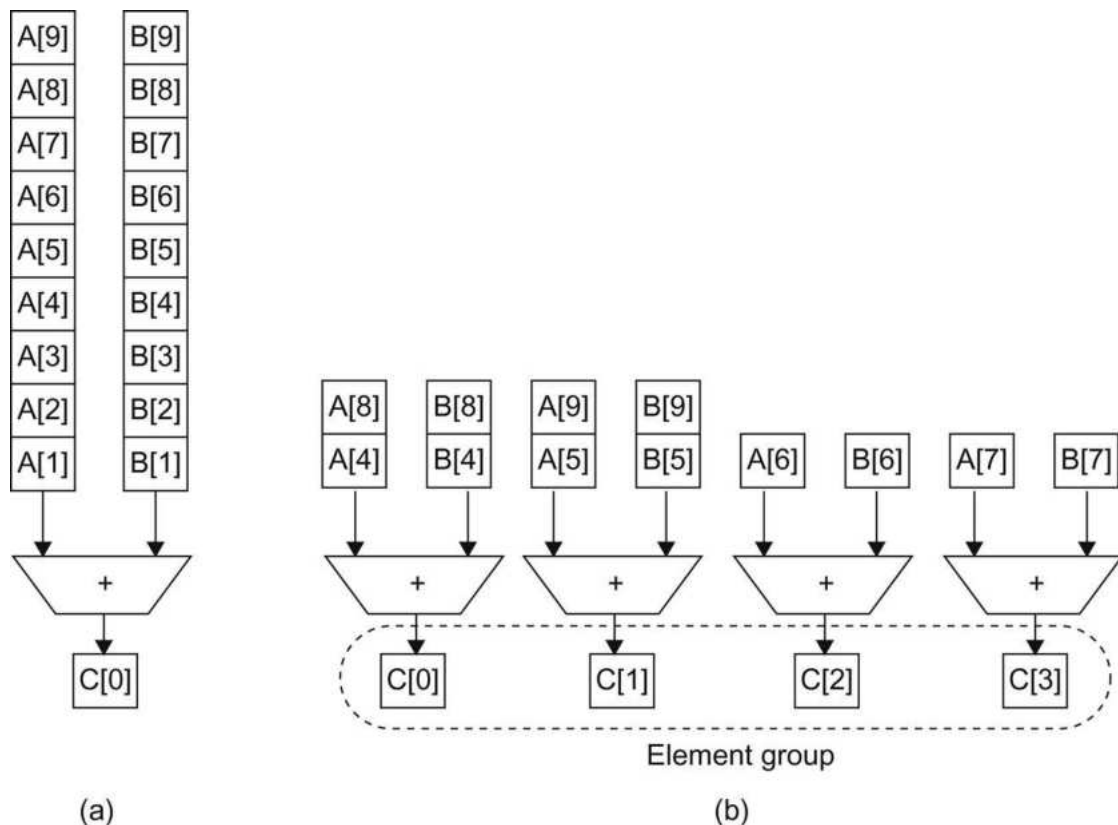 A[9] B[9]
A[8] B[8]
A[7] B[7]
A[6] B[6]
A[5] B[5]
A[4] B[4]
A[3] B[3]
A[2] B[2]
A[1] B[1]
+
C[0]
(a)
A[8] B[8] A[9] B[9]
A[4] B[4] A[5] B[5] A[6] B[6] A[7] B[7]
+ + + +
C[0] C[1] C[2] C[3]
Element group
(b)